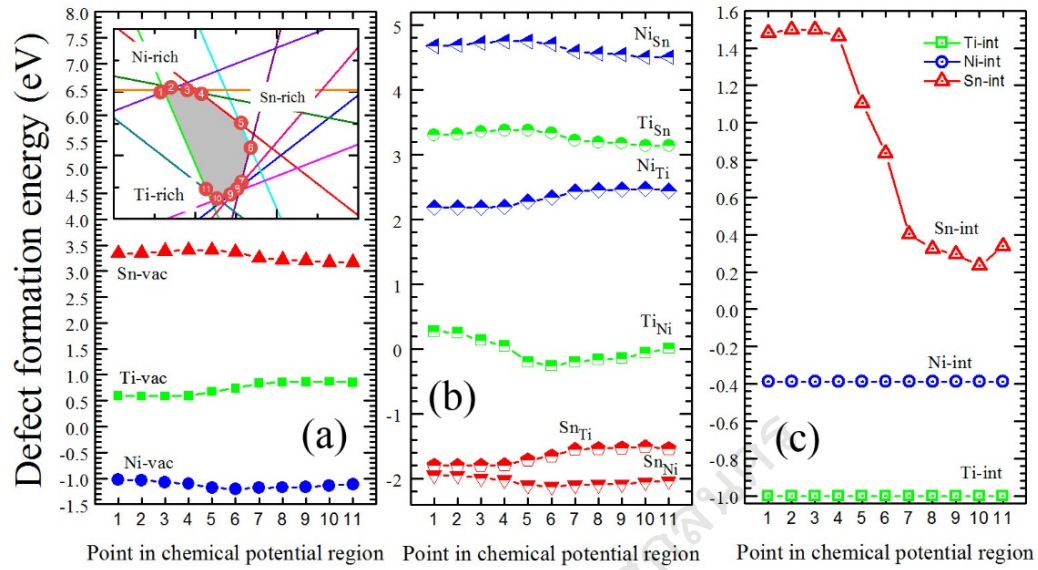 Defect formation energy (eV)
8.0
7.5
7.0
6.5
6.0
5.5
5.0
4.5
4.0
3.5
3.0
2.5
2.0
1.5
1.0
0.5
0.0
-0.5
-1.0
-1.5
Ni-rich
Sn-rich
Ti-rich
1 2 3 4 5 6 7 8 9 10 11
Sn-vac
Ti-vac
Ni-vac
(a)
1 2 3 4 5 6 7 8 9 10 11
Point in chemical potential region
5
4
3
2
1
0
-1
-2
Ni_Sn
Ti_Sn
Ni_Ti
Ti_Ni
(b)
Sn_Ti
Sn_Ni
1 2 3 4 5 6 7 8 9 10 11
Point in chemical potential region
1.6
1.4
1.2
1.0
0.8
0.6
0.4
0.2
0.0
-0.2
-0.4
-0.6
-0.8
-1.0
Ti-int
Ni-int
Sn-int
Sn-int
Ni-int
(c)
Ti-int
1 2 3 4 5 6 7 8 9 10 11
Point in chemical potential region